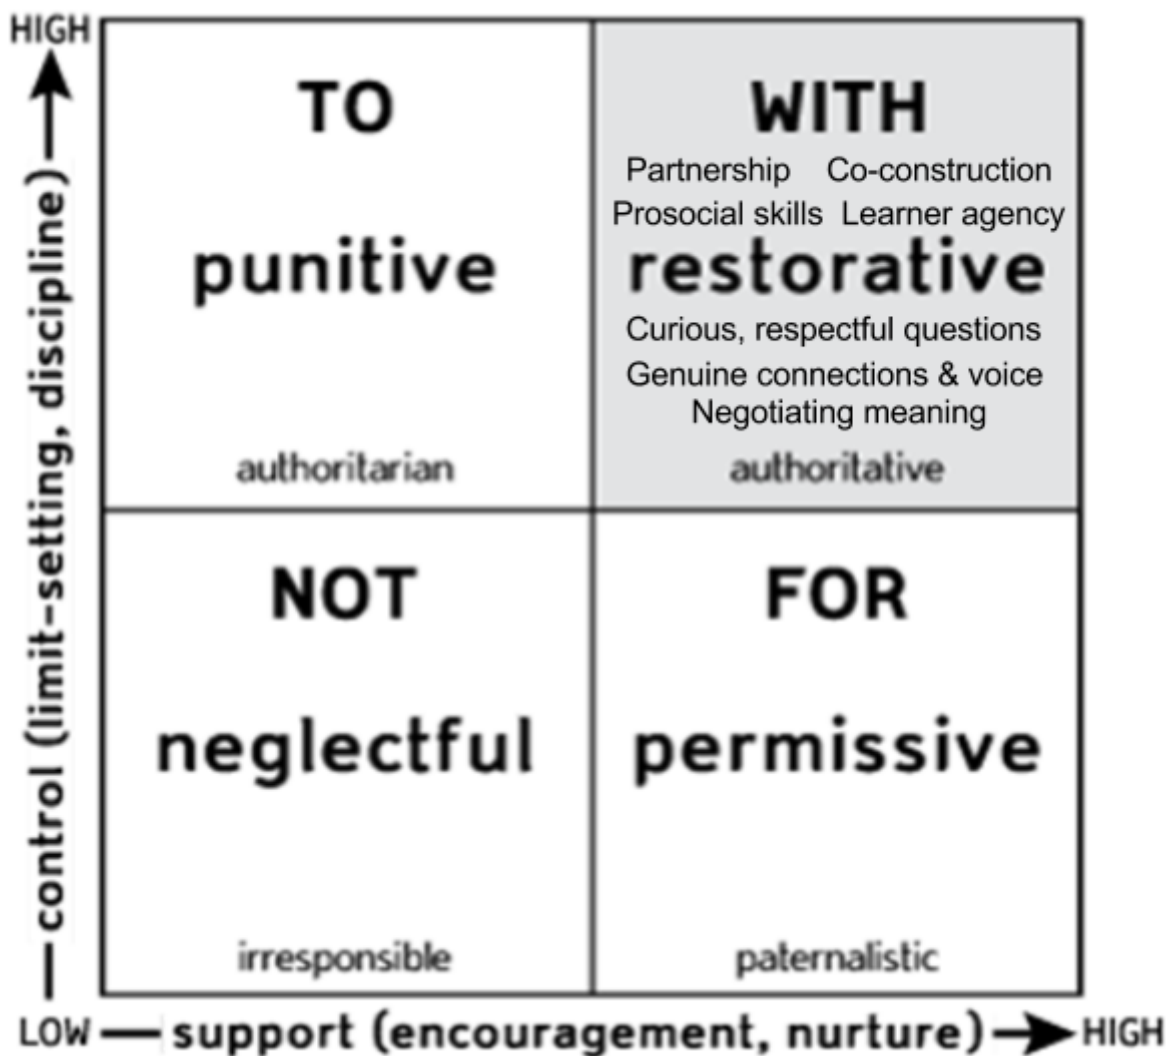 HIGH
TO
punitive
authoritarian
WITH
Partnership Co-construction
Prosocial skills Learner agency
restorative
Curious, respectful questions
Genuine connections & voice
Negotiating meaning
authoritative
control (limit-setting, discipline)
NOT
neglectful
irresponsible
FOR
permissive
paternalistic
LOW support (encouragement, nurture) HIGH